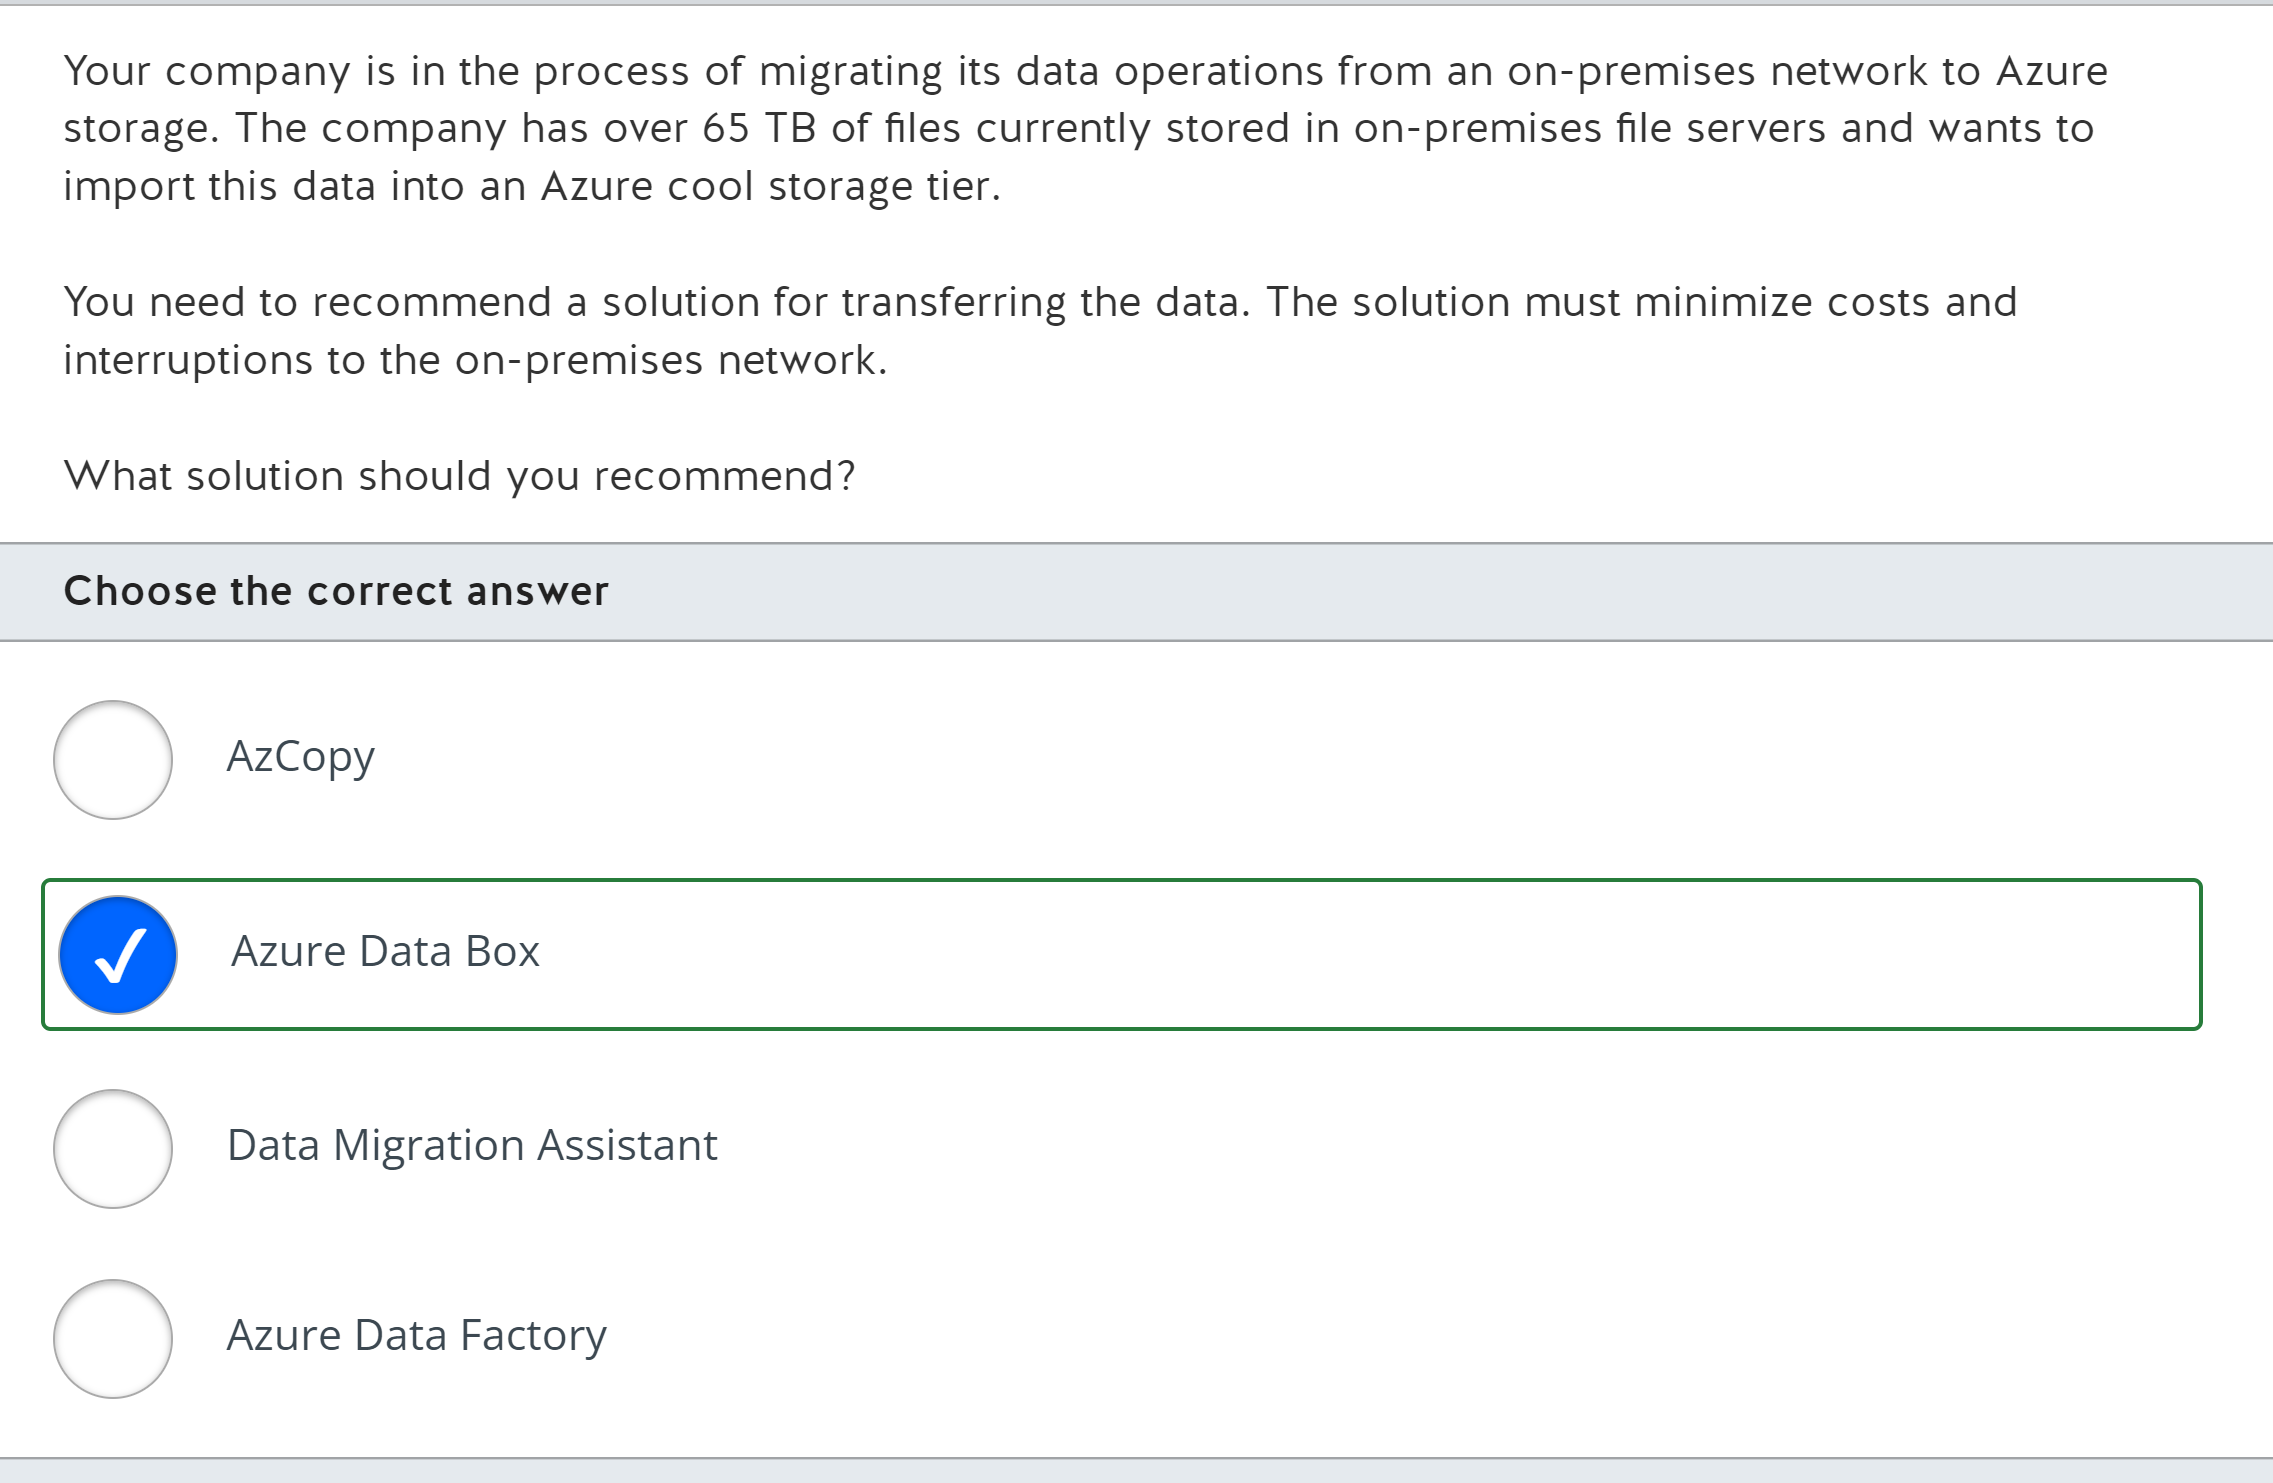 Your company is in the process of migrating its data operations from an on-premises network to Azure
storage. The company has over 65 TB of files currently stored in on-premises file servers and wants to
import this data into an Azure cool storage tier.
You need to recommend a solution for transferring the data. The solution must minimize costs and
interruptions to the on-premises network.
What solution should you recommend?
Choose the correct answer
AzCopy
Azure Data Box
Data Migration Assistant
Azure Data Factory